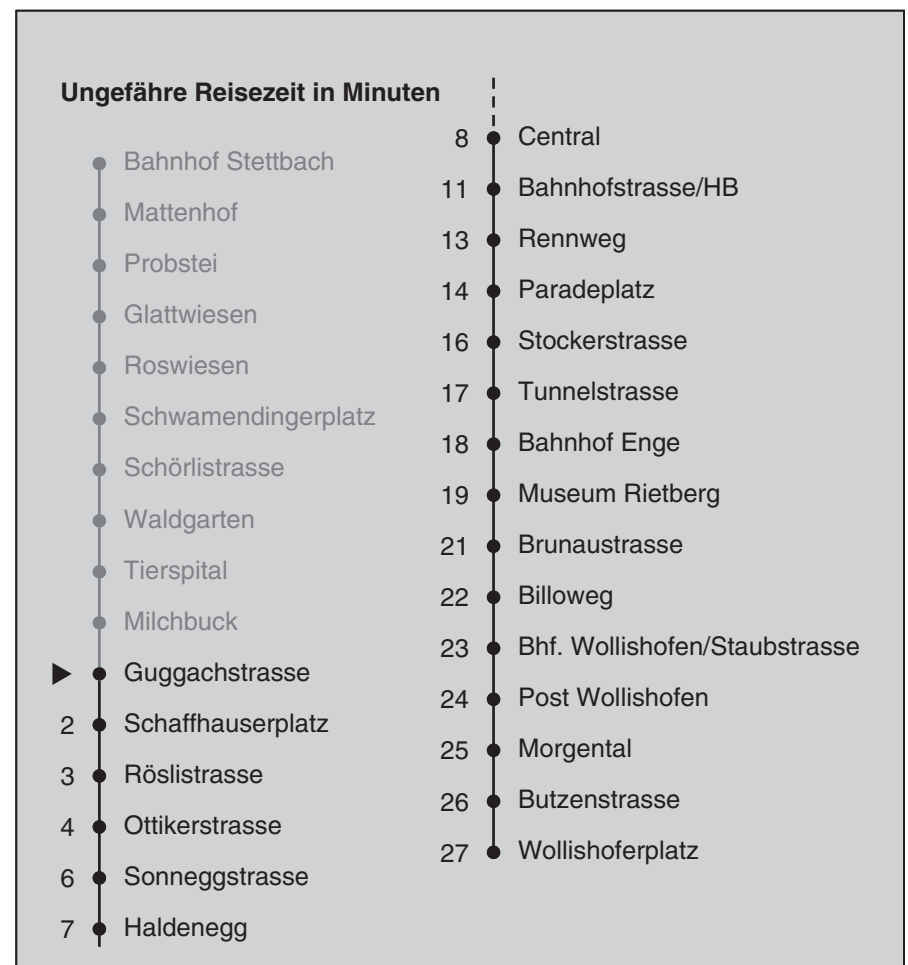 Ungefähre Reisezeit in Minuten
Bahnhof Stettbach
Mattenhof
Probstei
Glattwiesen
Roswiesen
Schwamendingerplatz
Schörlistrasse
Waldgarten
Tierspital
Milchbuck
Guggachstrasse
2 Schaffhauserplatz
3 Röslistrasse
4 Ottikerstrasse
6 Sonneggstrasse
7 Haldenegg
8 Central
11 Bahnhofstrasse/HB
13 Rennweg
14 Paradeplatz
16 Stockerstrasse
17 Tunnelstrasse
18 Bahnhof Enge
19 Museum Rietberg
21 Brunaustrasse
22 Billoweg
23 Bhf. Wollishofen/Staubstrasse
24 Post Wollishofen
25 Morgental
26 Butzenstrasse
27 Wollishoferplatz